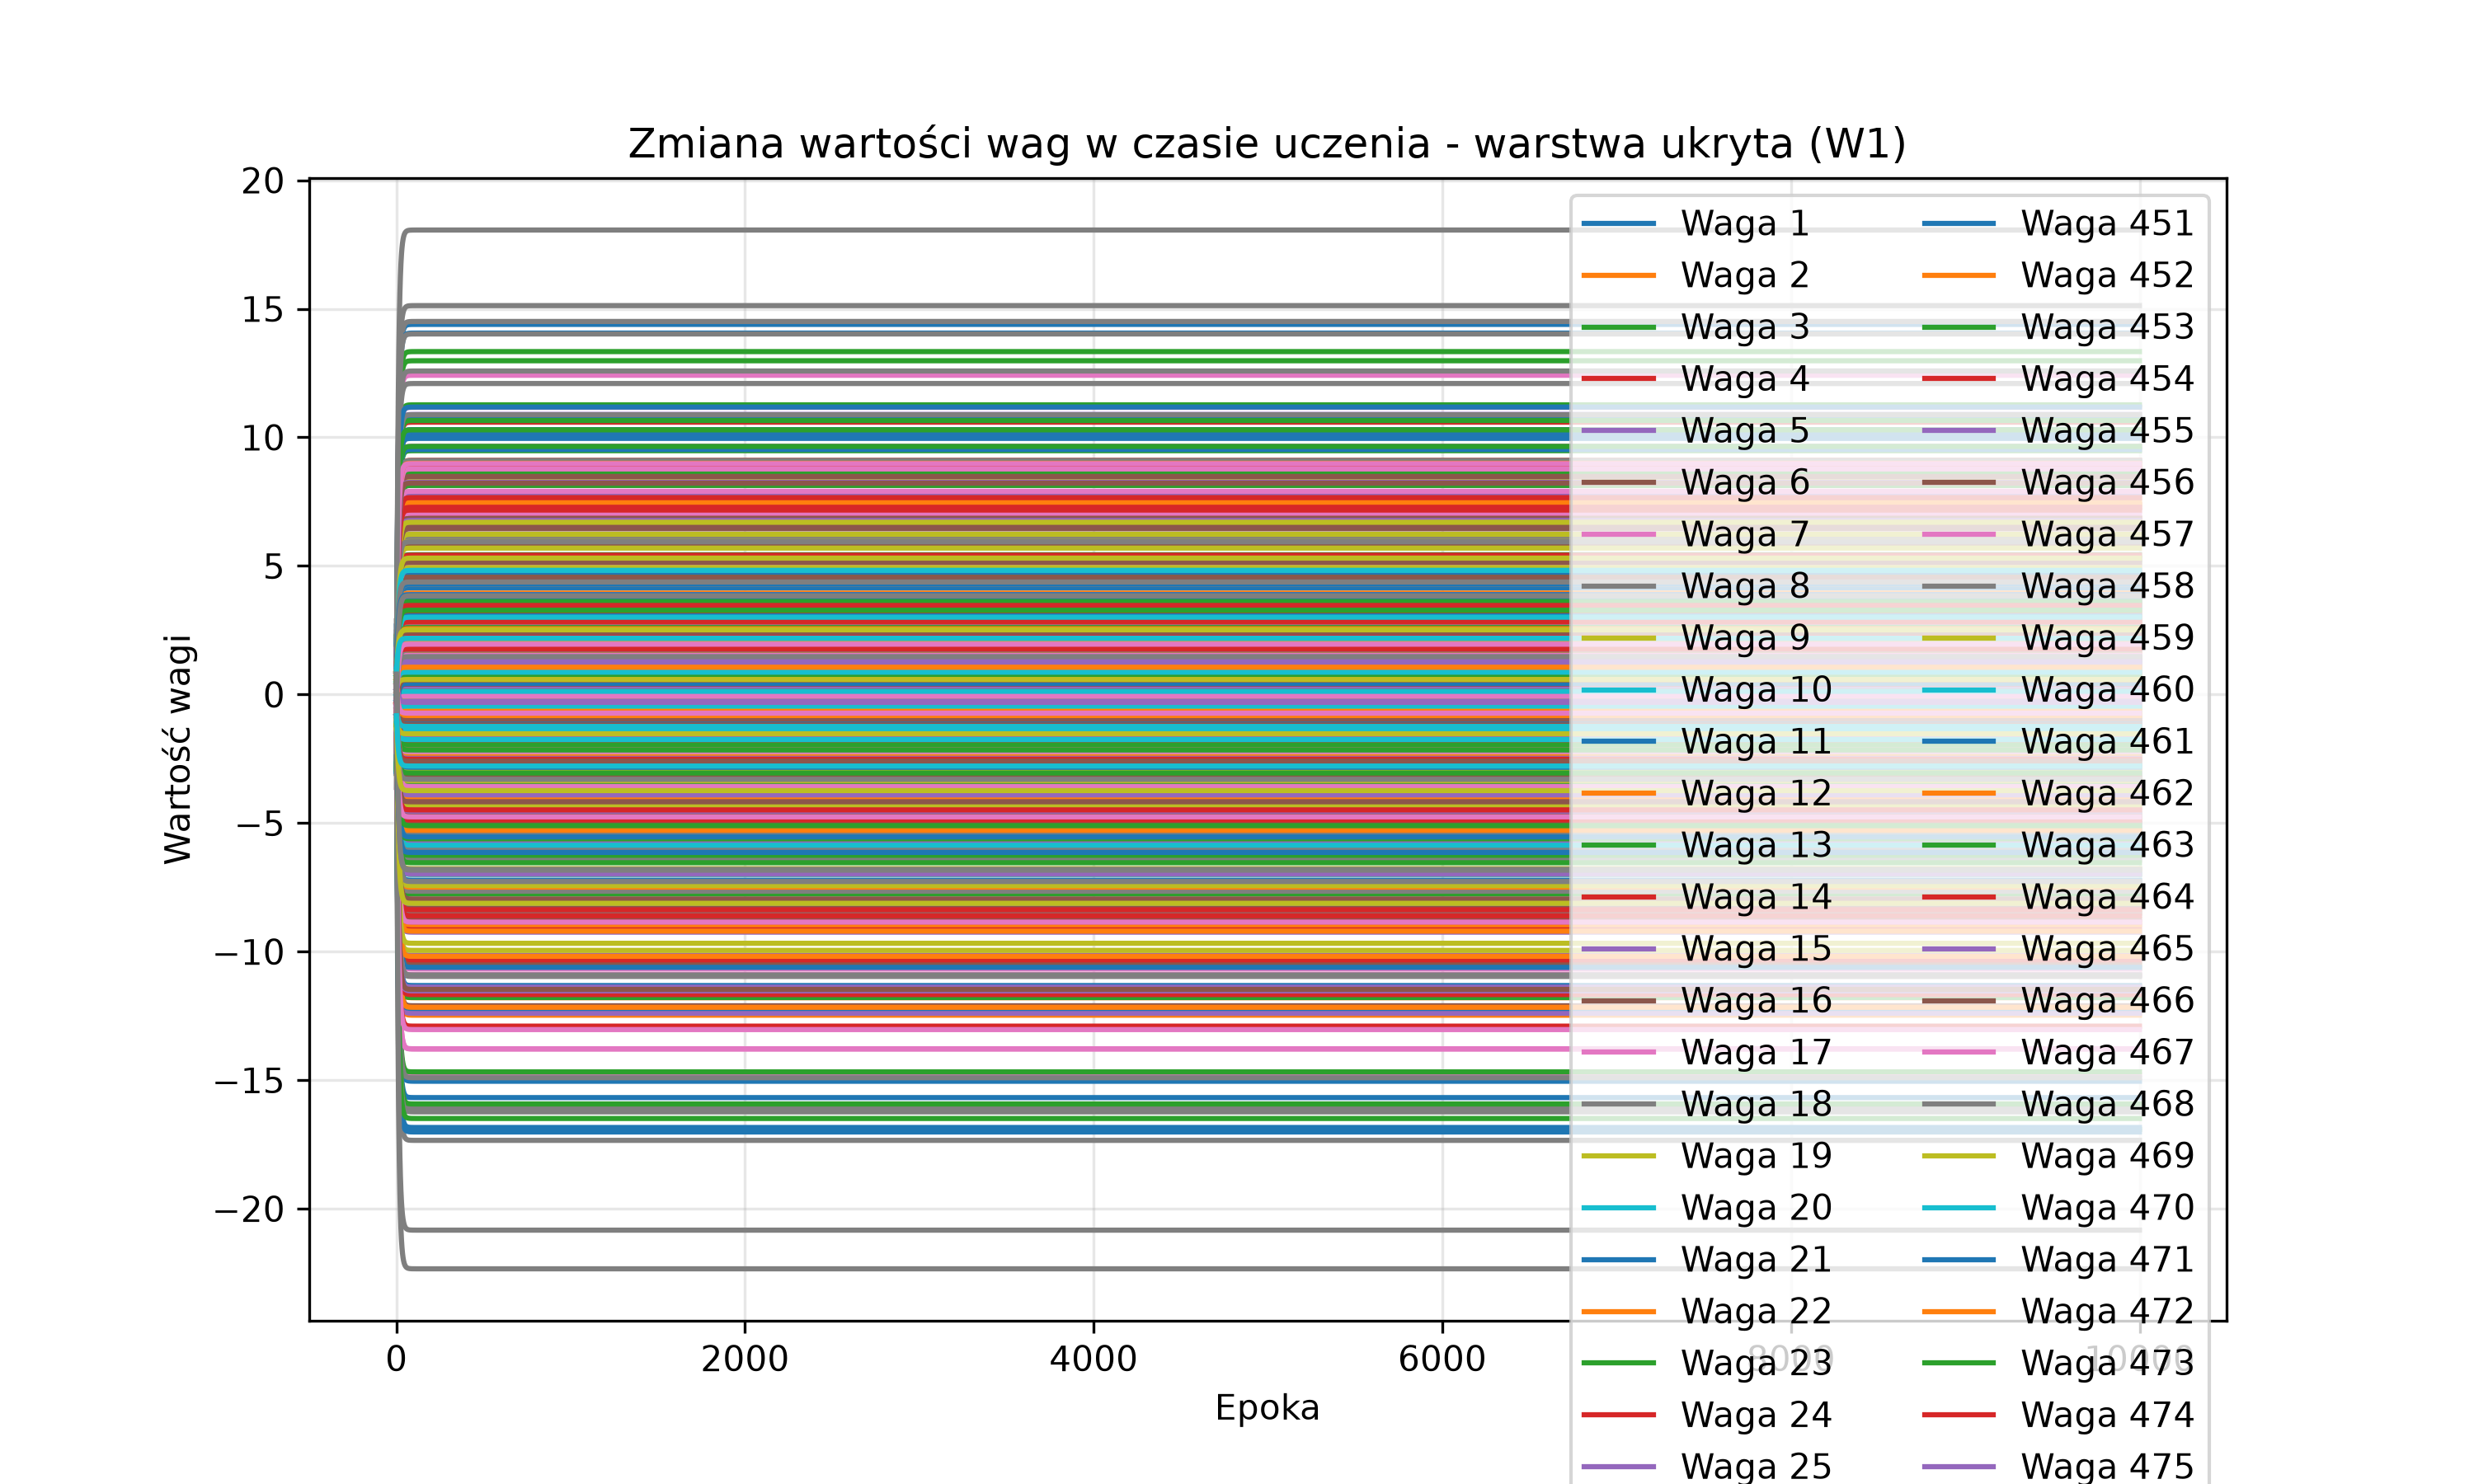 Zmiana wartości wag w czasie uczenia - warstwa ukryta (W1)
Wartość wagi
20
15
10
5
0
−5
−10
−15
−20
0
2000
4000
6000
8000
10000
Epoka
Waga 1
Waga 2
Waga 3
Waga 4
Waga 5
Waga 6
Waga 7
Waga 8
Waga 9
Waga 10
Waga 11
Waga 12
Waga 13
Waga 14
Waga 15
Waga 16
Waga 17
Waga 18
Waga 19
Waga 20
Waga 21
Waga 22
Waga 23
Waga 24
Waga 25
Waga 451
Waga 452
Waga 453
Waga 454
Waga 455
Waga 456
Waga 457
Waga 458
Waga 459
Waga 460
Waga 461
Waga 462
Waga 463
Waga 464
Waga 465
Waga 466
Waga 467
Waga 468
Waga 469
Waga 470
Waga 471
Waga 472
Waga 473
Waga 474
Waga 475